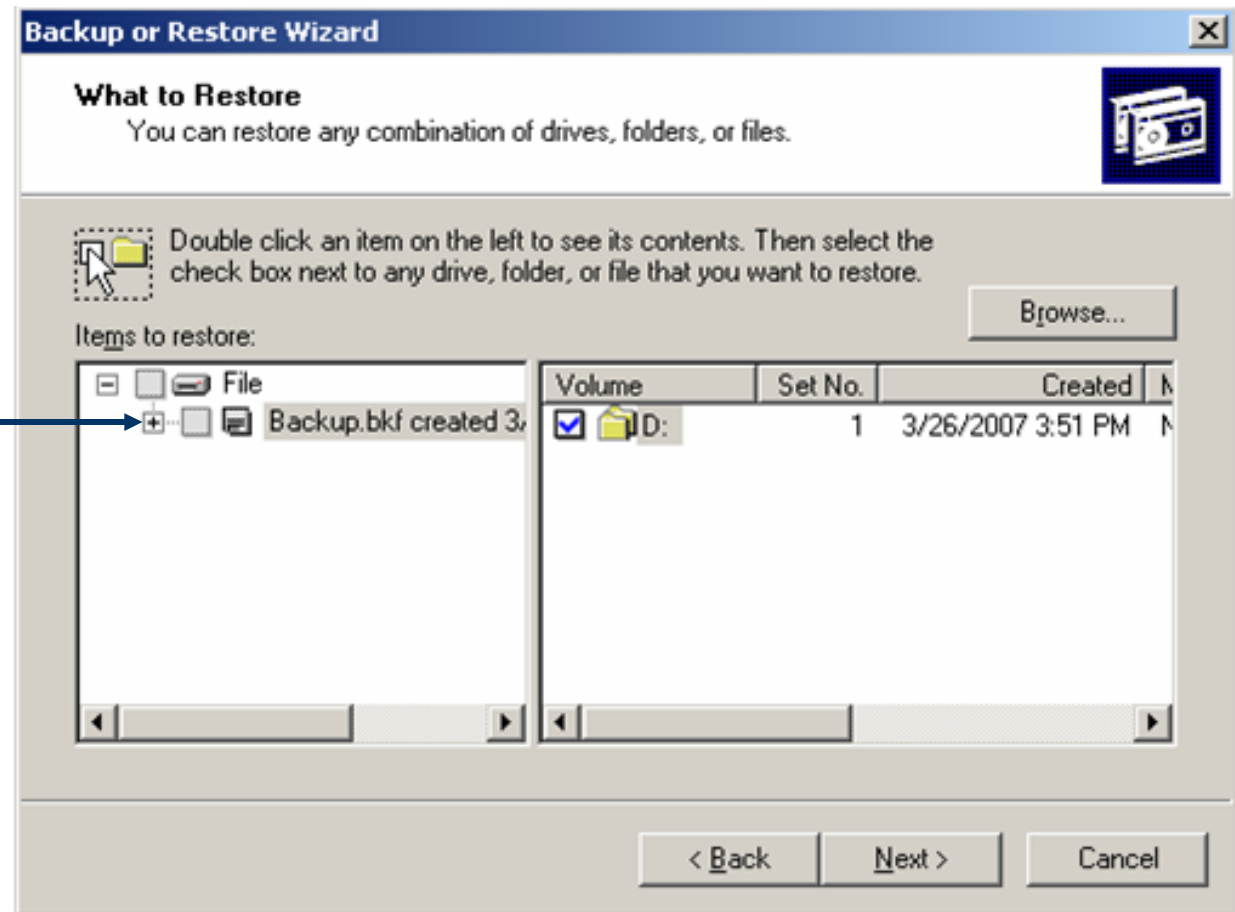 Backup or Restore Wizard
What to Restore
You can restore any combination of drives, folders, or files.
Double click an item on the left to see its contents. Then select the
check box next to any drive, folder, or file that you want to restore.
Browse...
Items to restore:
File
Backup.bkf created 3/
Volume Set No. Created
D: 1 3/26/2007 3:51 PM
< Back Next > Cancel